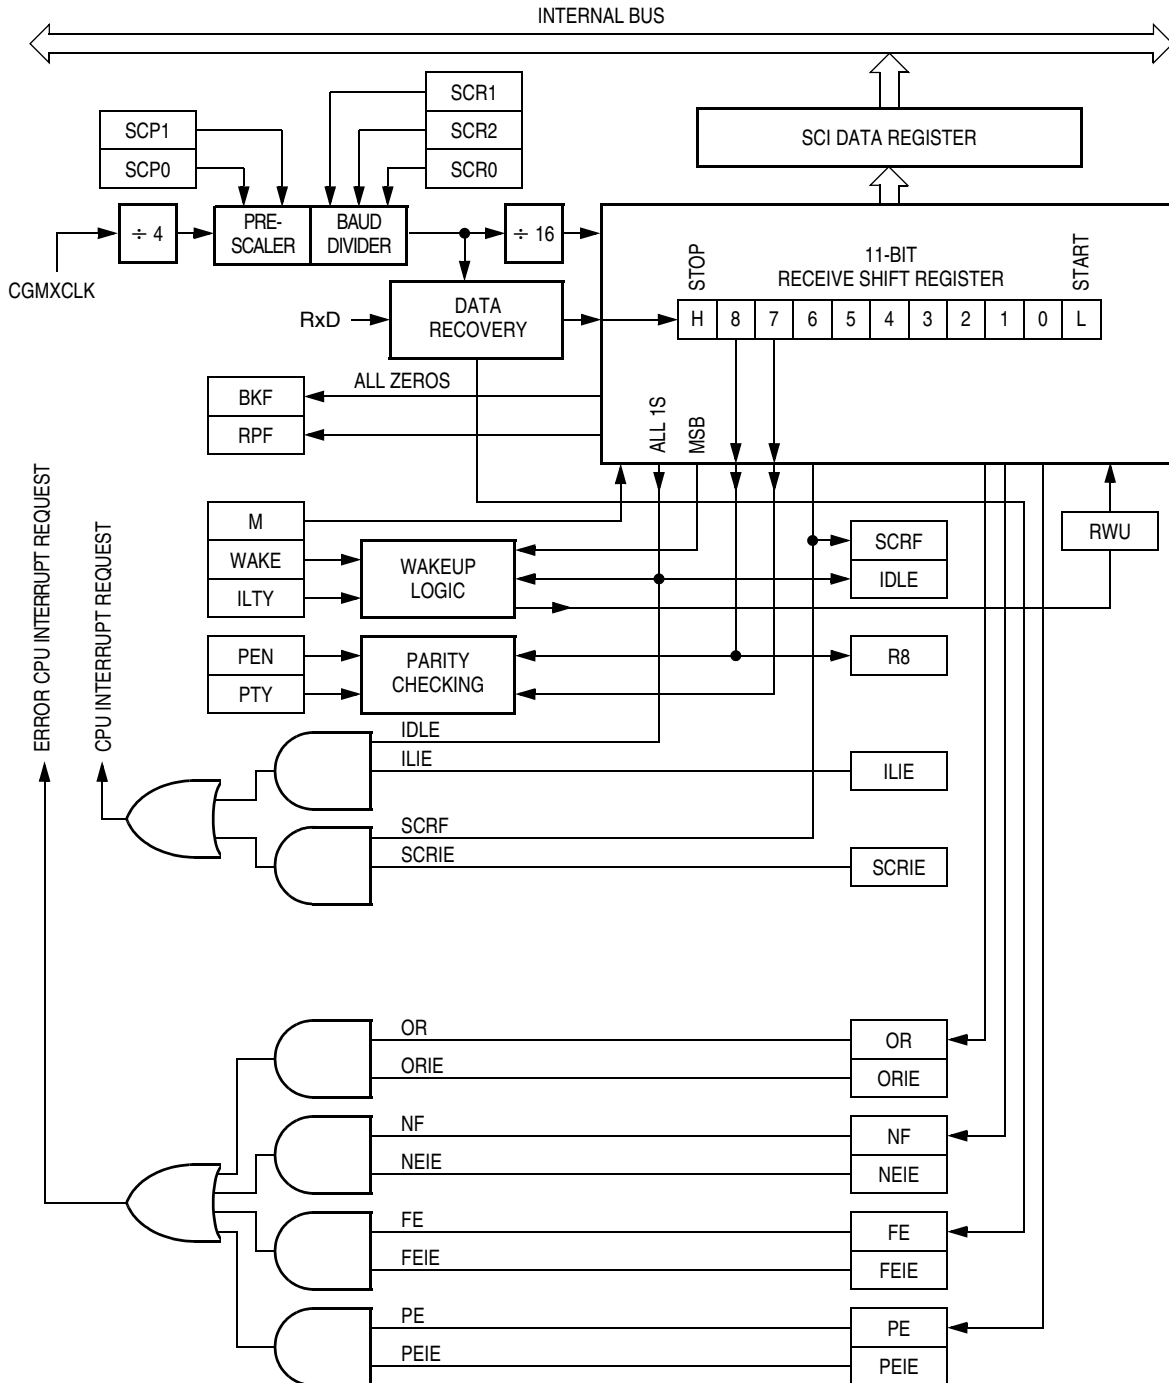 INTERNAL BUS
SCR1
SCR2
SCR0
SCP1
SCP0
SCI DATA REGISTER
÷ 4
PRE-
SCALER
BAUD
DIVIDER
÷ 16
CGMXCLK
RxD
DATA
RECOVERY
STOP
11-BIT
RECEIVE SHIFT REGISTER
START
H 8 7 6 5 4 3 2 1 0 L
ALL ZEROS
BKF
RPF
ALL 1S
MSB
M
WAKE
ILTY
WAKEUP
LOGIC
SCRF
IDLE
RWU
PEN
PTY
PARITY
CHECKING
R8
ERROR CPU INTERRUPT REQUEST
CPU INTERRUPT REQUEST
IDLE
ILIE
ILIE
SCRF
SCRIE
SCRIE
OR
ORIE
OR
ORIE
NF
NEIE
NF
NEIE
FE
FEIE
FE
FEIE
PE
PEIE
PE
PEIE